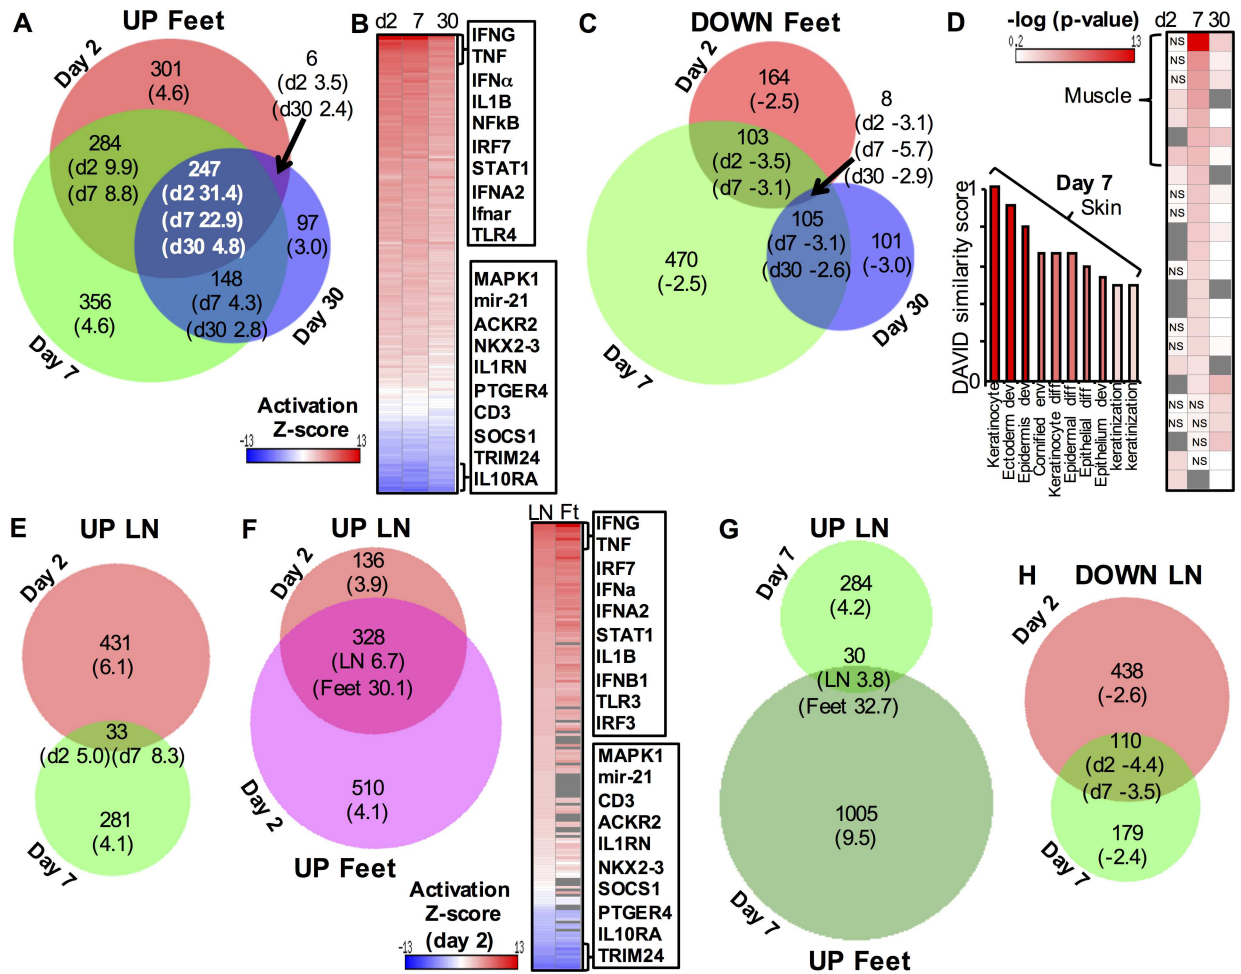 A
UP Feet
Day 2
301
(4.6)
6
(d2 3.5)
(d30 2.4)
284
(d2 9.9)
(d7 8.8)
247
(d2 31.4)
(d7 22.9)
(d30 4.8)
97
(3.0)
148
(d7 4.3)
(d30 2.8)
356
(4.6)
Day 7
Day 30
Activation
Z-score
-13
13
B
d2 7 30
IFNG
TNF
IFNα
IL1B
NFkB
IRF7
STAT1
IFNA2
Ifnar
TLR4
MAPK1
mir-21
ACKR2
NKX2-3
IL1RN
PTGER4
CD3
SOCS1
TRIM24
IL10RA
C
DOWN Feet
Day 2
164
(-2.5)
8
(d2 -3.1)
(d7 -5.7)
(d30 -2.9)
103
(d2 -3.5)
(d7 -3.1)
105
(d7 -3.1)
(d30 -2.6)
101
(-3.0)
470
(-2.5)
Day 7
Day 30
D
-log (p-value)
0.2
13
d2 7 30
NS
NS
NS
Muscle
NS
NS
NS
NS
NS
NS NS
NS NS
NS
Day 7
Skin
DAVID similarity score
1
0
Keratinocyte
Ectoderm dev
Epidermis dev
Cornified env
Keratinocyte diff
Epidermal diff
Epithelial diff
Epithelium dev
keratinization
keratinization
E
UP LN
Day 2
431
(6.1)
33
(d2 5.0)(d7 8.3)
281
(4.1)
Day 7
F
UP LN
Day 2
136
(3.9)
328
(LN 6.7)
(Feet 30.1)
510
(4.1)
Day 2
UP Feet
Activation
Z-score
(day 2)
-13
13
LN Ft
IFNG
TNF
IRF7
IFNa
IFNA2
STAT1
IL1B
IFNB1
TLR3
IRF3
MAPK1
mir-21
CD3
ACKR2
IL1RN
NKX2-3
SOCS1
PTGER4
IL10RA
TRIM24
G
UP LN
Day 7
284
(4.2)
30
(LN 3.8)
(Feet 32.7)
1005
(9.5)
Day 7
UP Feet
H
DOWN LN
Day 2
438
(-2.6)
110
(d2 -4.4)
(d7 -3.5)
179
(-2.4)
Day 7